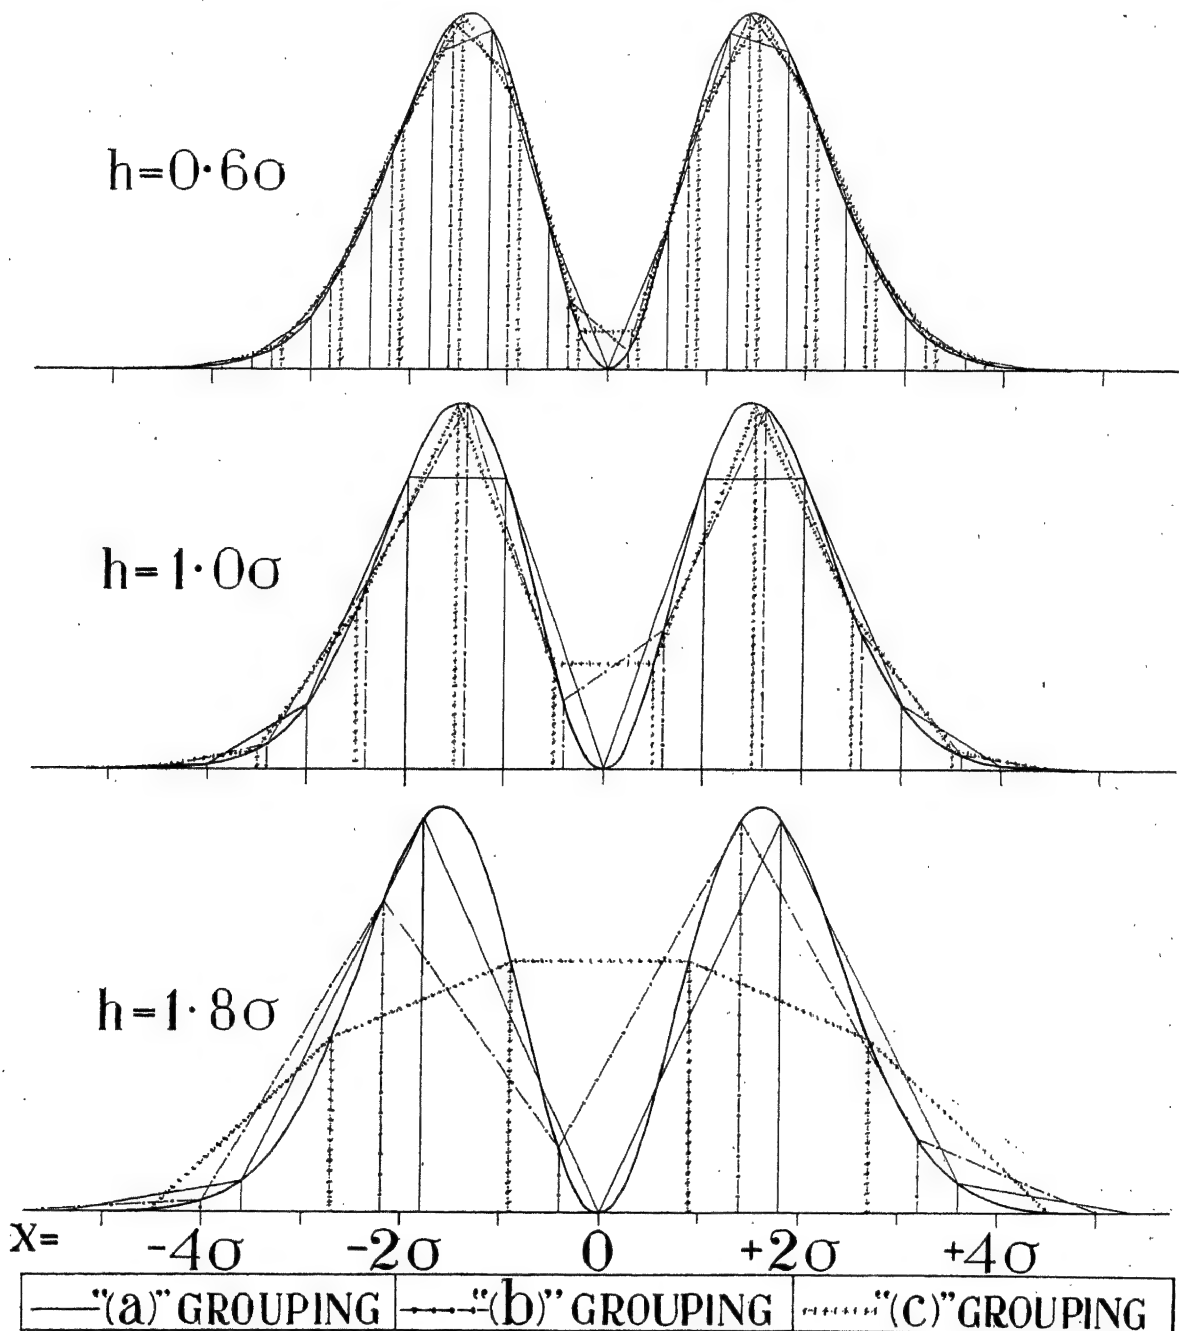 h=0·6σ
h=1·0σ
h=1·8σ
X= -4σ -2σ 0 +2σ +4σ
"(a)" GROUPING "(b)" GROUPING "(c)" GROUPING